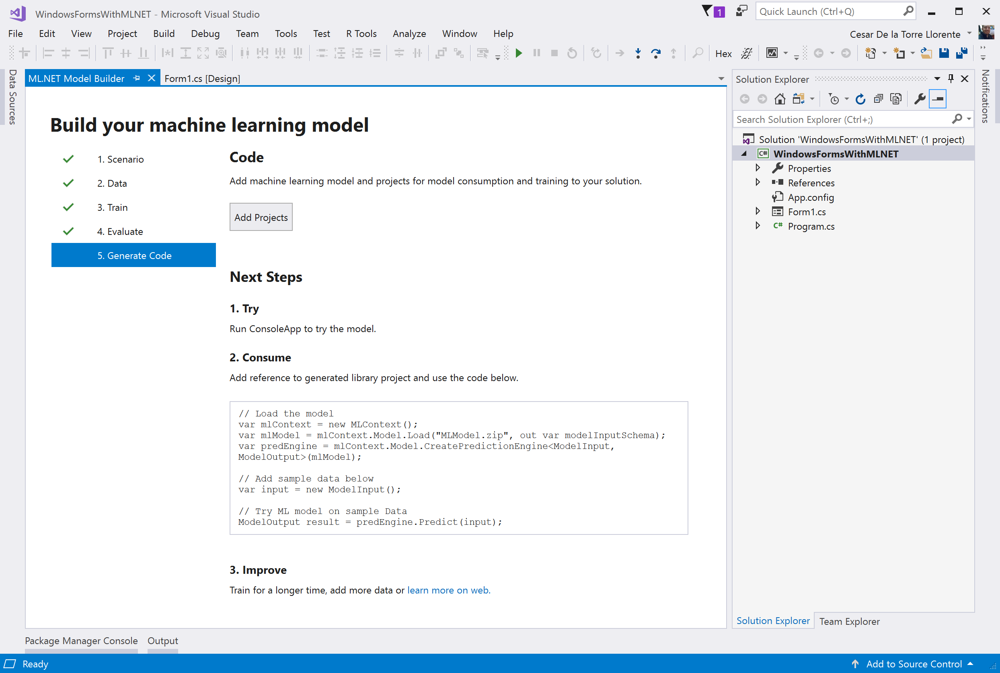 WindowsFormsWithMLNET - Microsoft Visual Studio
1
Quick Launch (Ctrl+Q)
File Edit View Project Build Debug Team Tools Test R Tools Analyze Window Help
Cesar De la Torre Llorente
Hex
Data Sources
ML.NET Model Builder
Form1.cs [Design]
Build your machine learning model
1. Scenario
2. Data
3. Train
4. Evaluate
5. Generate Code
Code
Add machine learning model and projects for model consumption and training to your solution.
Add Projects
Next Steps
1. Try
Run ConsoleApp to try the model.
2. Consume
Add reference to generated library project and use the code below.
// Load the model
var mlContext = new MLContext();
var mlModel = mlContext.Model.Load("MLModel.zip", out var modelInputSchema);
var predEngine = mlContext.Model.CreatePredictionEngine<ModelInput,
ModelOutput>(mlModel);
// Add sample data below
var input = new ModelInput();
// Try ML model on sample Data
ModelOutput result = predEngine.Predict(input);
3. Improve
Train for a longer time, add more data or learn more on web.
Solution Explorer
Search Solution Explorer (Ctrl+;)
Solution 'WindowsFormsWithMLNET' (1 project)
C# WindowsFormsWithMLNET
Properties
References
App.config
Form1.cs
C# Program.cs
Solution Explorer
Team Explorer
Notifications
Package Manager Console
Output
Ready
Add to Source Control